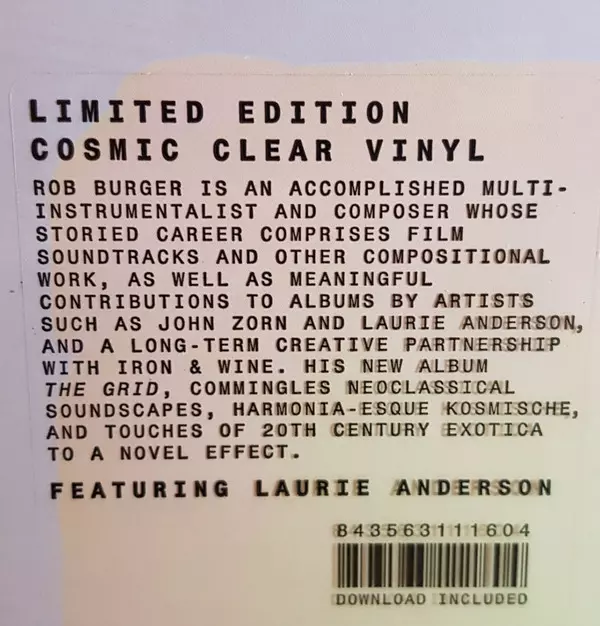 LIMITED EDITION
COSMIC CLEAR VINYL
ROB BURGER IS AN ACCOMPLISHED MULTI-
INSTRUMENTALIST AND COMPOSER WHOSE
STORIED CAREER COMPRISES FILM
SOUNDTRACKS AND OTHER COMPOSITIONAL
WORK, AS WELL AS MEANINGFUL
CONTRIBUTIONS TO ALBUMS BY ARTISTS
SUCH AS JOHN ZORN AND LAURIE ANDERSON,
AND A LONG-TERM CREATIVE PARTNERSHIP
WITH IRON & WINE. HIS NEW ALBUM
THE GRID, COMMINGLES NEOCLASSICAL
SOUNDSCAPES, HARMONIA-ESQUE KOSMISCHE,
AND TOUCHES OF 20TH CENTURY EXOTICA
TO A NOVEL EFFECT.
FEATURING LAURIE ANDERSON
843563111604
DOWNLOAD INCLUDED